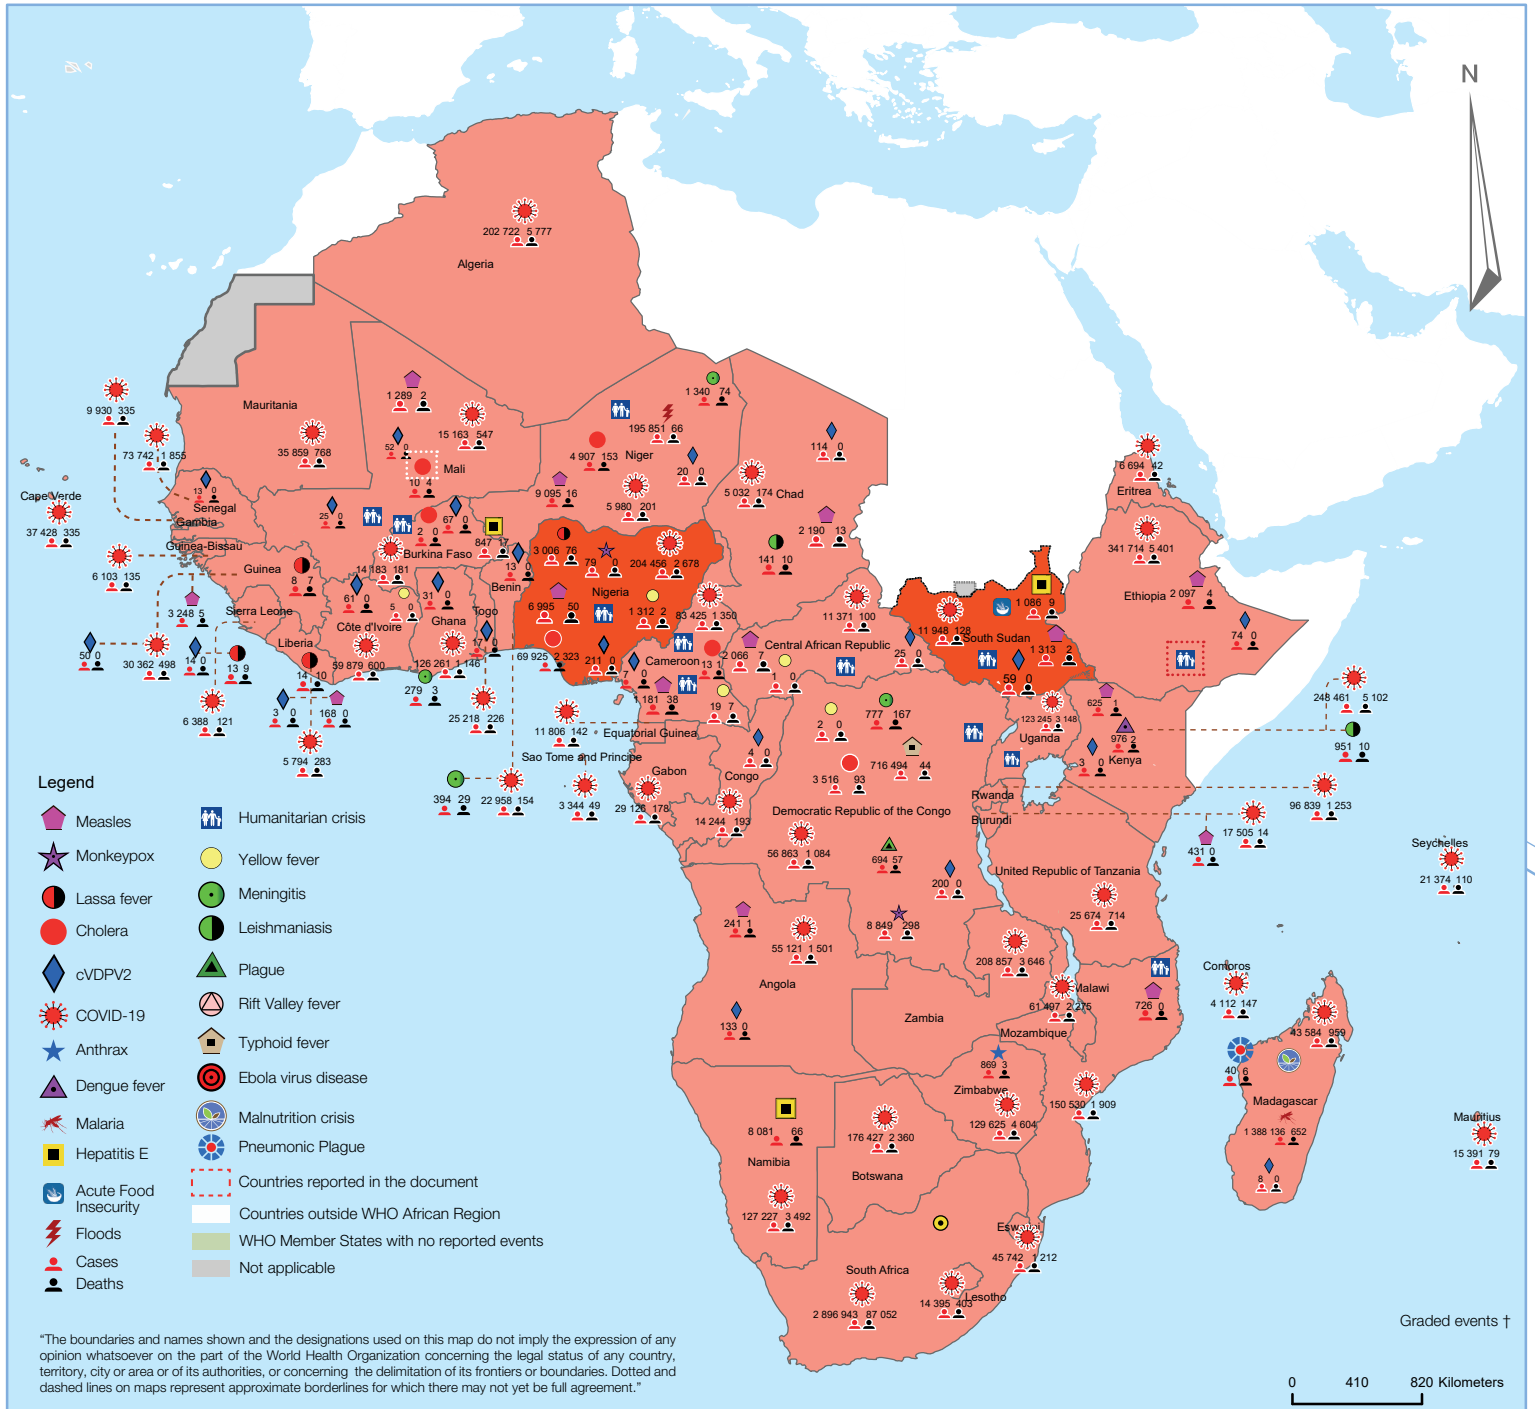 N
202 722 5 777
Algeria
Mauritania
35 859 768
1 289 2
15 163 547
52 0
Mali
10 4
1 340 74
195 851 66
4 907 153
Niger
20 0
9 095 16
5 980 201
114 0
5 032 174
Chad
2 190 13
141 10
6 694 42
Eritrea
341 714 5 401
Ethiopia
2 097 4
74 0
9 930 335
73 742 1 855
13 0
Senegal
Gambia
Cape Verde
37 428 335
Guinea-Bissau
6 103 135
Guinea
8 7
3 248 5
Sierra Leone
50 0
30 362 498
14 0
13 9
Liberia
14 10
6 388 121
3 0
168 0
5 794 283
25 0
2 0
67 0
Burkina Faso
14 183 181
847 17
13 0
Benin
61 0
5 0
31 0
Togo
Côte d'Ivoire
Ghana
17 0
59 879 600
126 261 1 146
279 3
25 218 226
3 006 76
79 0
204 456 2 678
Nigeria
6 995 50
1 312 2
69 925 2 323
211 0
83 425 1 350
Cameroon
13 1
7 0
1 181 38
2 066 7
19 7
11 371 100
Central African Republic
1 0
25 0
11 948 128
1 086 9
South Sudan
1 313 2
59 0
11 806 142
Equatorial Guinea
Sao Tome and Principe
394 29
22 958 154
3 344 49
Gabon
29 126 178
Congo
4 0
14 244 193
2 0
777 167
716 494 44
3 516 93
Democratic Republic of the Congo
56 863 1 084
694 57
200 0
8 849 298
123 245 3 148
Uganda
625 1
976 2
3 0
Kenya
248 461 5 102
951 10
Rwanda
96 839 1 253
Burundi
17 505 14
431 0
Seychelles
21 374 110
United Republic of Tanzania
25 674 714
241 1
55 121 1 501
Angola
133 0
208 857 3 646
Zambia
61 497 2 275
Malawi
726 0
Mozambique
Comoros
4 112 147
43 584 959
40 6
Madagascar
1 388 136 652
8 0
Mauritius
15 391 79
869 3
Zimbabwe
129 625 4 604
150 530 1 909
8 081 66
Namibia
127 227 3 492
176 427 2 360
Botswana
45 742 1 212
South Africa
2 896 943 87 052
14 395 403
Lesotho
Legend
Measles
Monkeypox
Lassa fever
Cholera
cVDPV2
COVID-19
Anthrax
Dengue fever
Malaria
Hepatitis E
Acute Food
Insecurity
Floods
Cases
Deaths
Humanitarian crisis
Yellow fever
Meningitis
Leishmaniasis
Plague
Rift Valley fever
Typhoid fever
Ebola virus disease
Malnutrition crisis
Pneumonic Plague
Countries reported in the document
Countries outside WHO African Region
WHO Member States with no reported events
Not applicable
“The boundaries and names shown and the designations used on this map do not imply the expression of any
opinion whatsoever on the part of the World Health Organization concerning the legal status of any country,
territory, city or area or of its authorities, or concerning the delimitation of its frontiers or boundaries. Dotted and
dashed lines on maps represent approximate borderlines for which there may not yet be full agreement.”
Graded events †
0 410 820 Kilometers